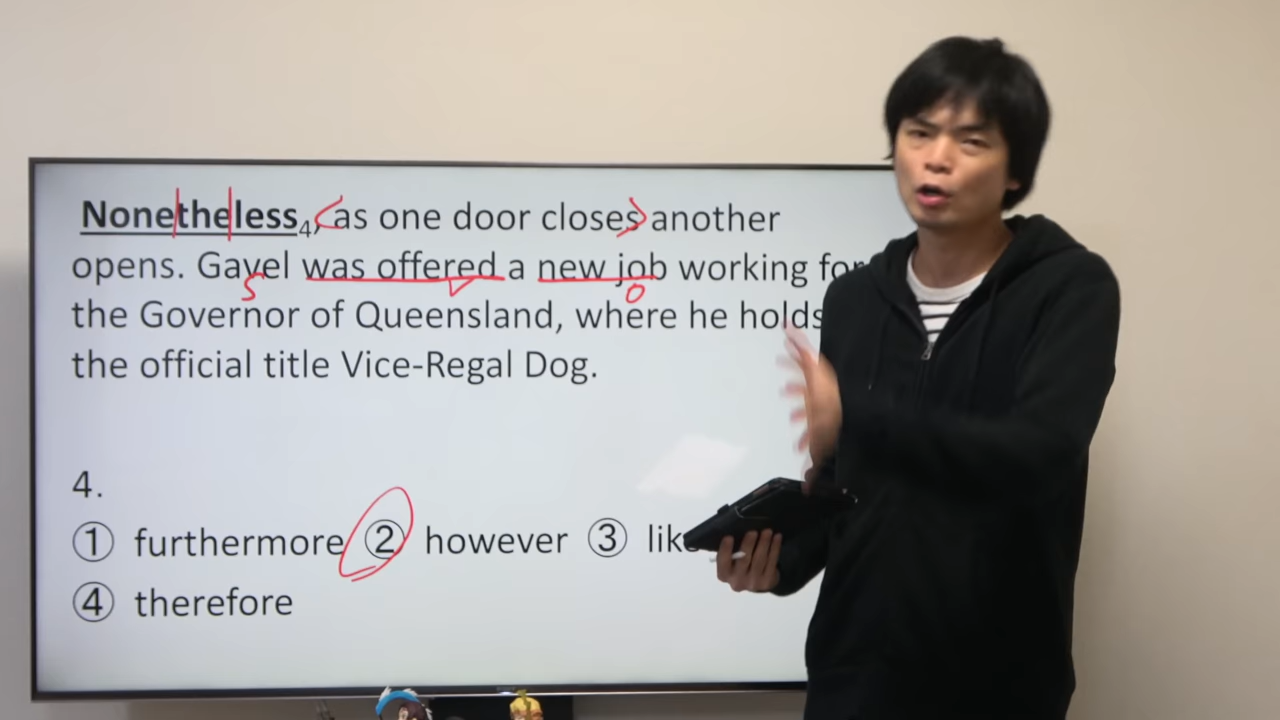 Nonetheless₄, as one door closes another
opens. Gavel was offered a new job working for
S V O
the Governor of Queensland, where he holds
the official title Vice-Regal Dog.
4.
① furthermore ② however ③
④ therefore